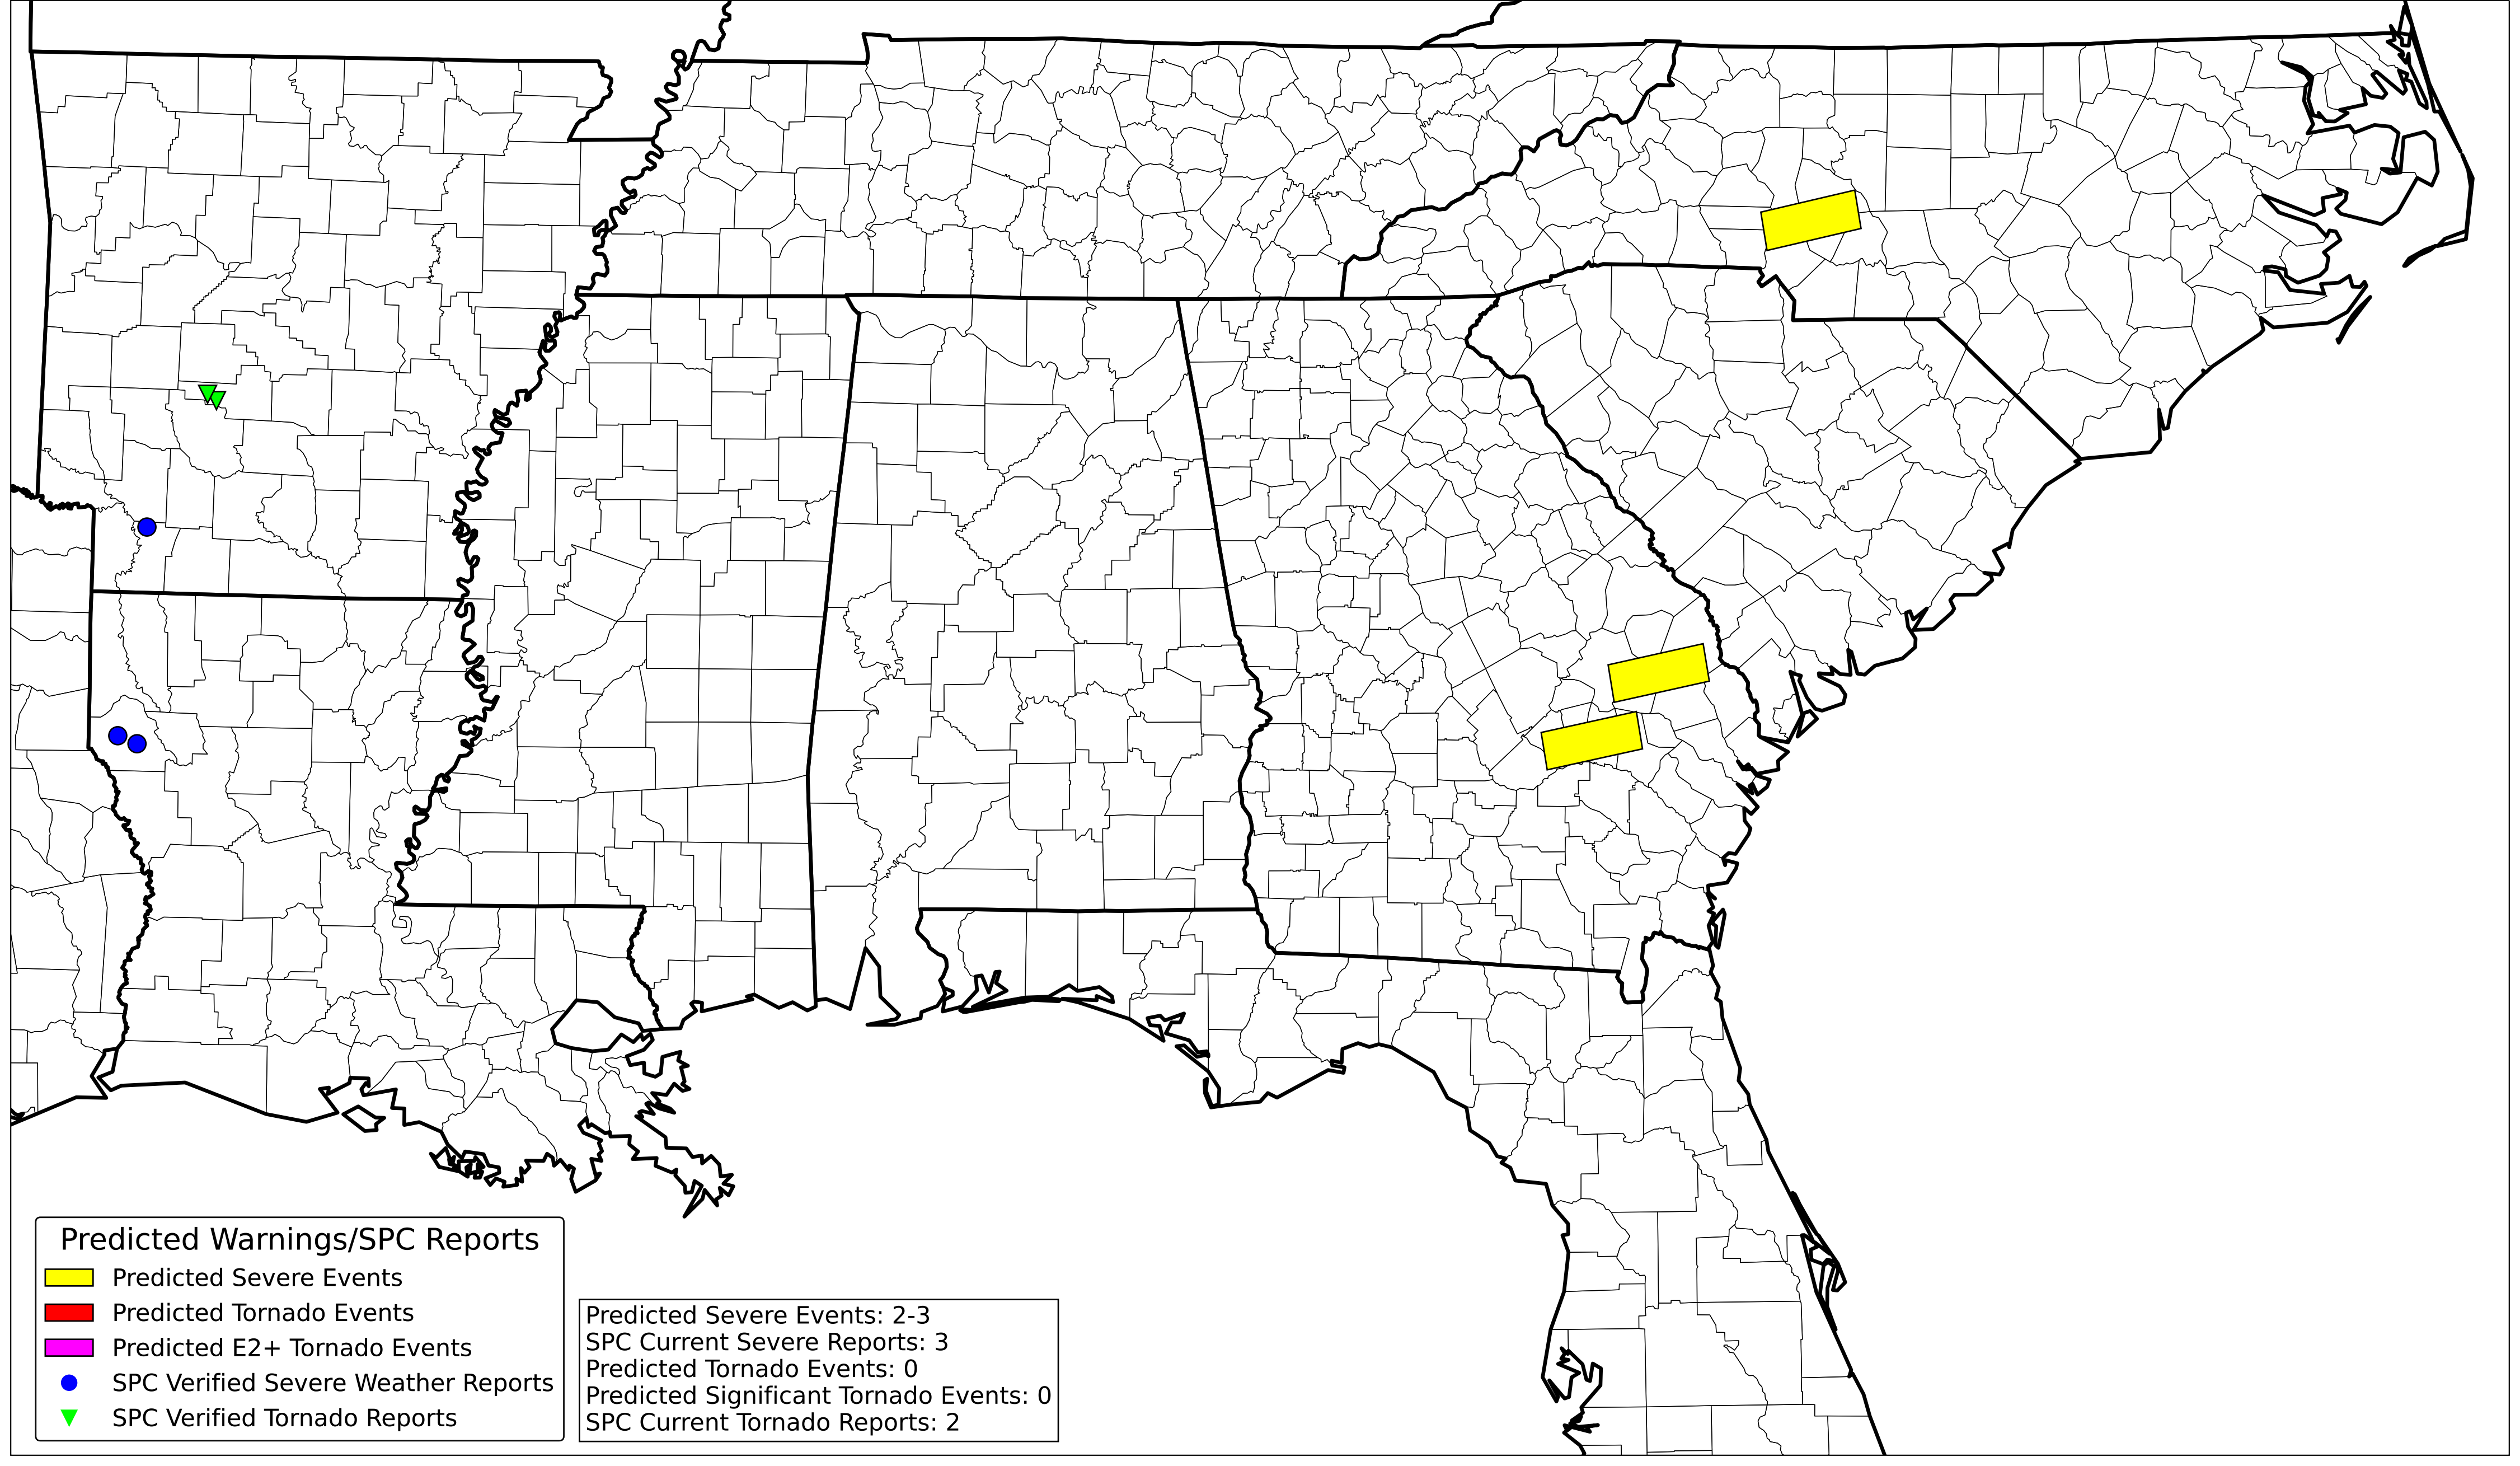 Predicted Warnings/SPC Reports
Predicted Severe Events
Predicted Tornado Events
Predicted E2+ Tornado Events
SPC Verified Severe Weather Reports
SPC Verified Tornado Reports
Predicted Severe Events: 2-3
SPC Current Severe Reports: 3
Predicted Tornado Events: 0
Predicted Significant Tornado Events: 0
SPC Current Tornado Reports: 2